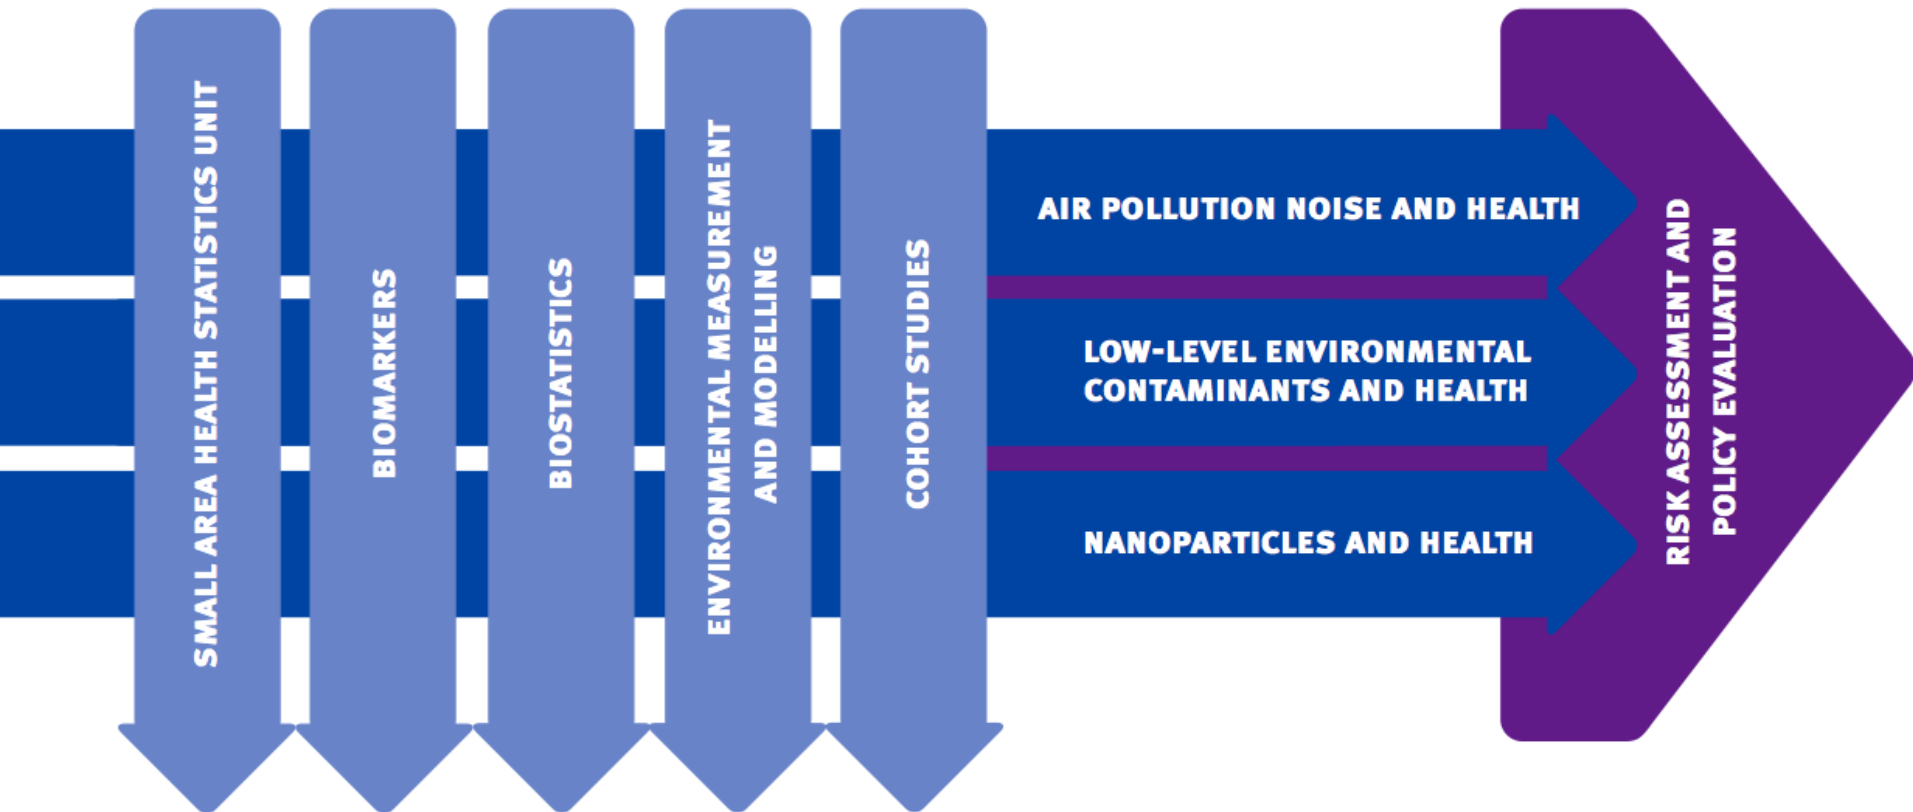 SMALL AREA HEALTH STATISTICS UNIT
BIOMARKERS
BIOSTATISTICS
ENVIRONMENTAL MEASUREMENT
AND MODELLING
COHORT STUDIES
AIR POLLUTION NOISE AND HEALTH
LOW-LEVEL ENVIRONMENTAL
CONTAMINANTS AND HEALTH
NANOPARTICLES AND HEALTH
RISK ASSESSMENT AND
POLICY EVALUATION